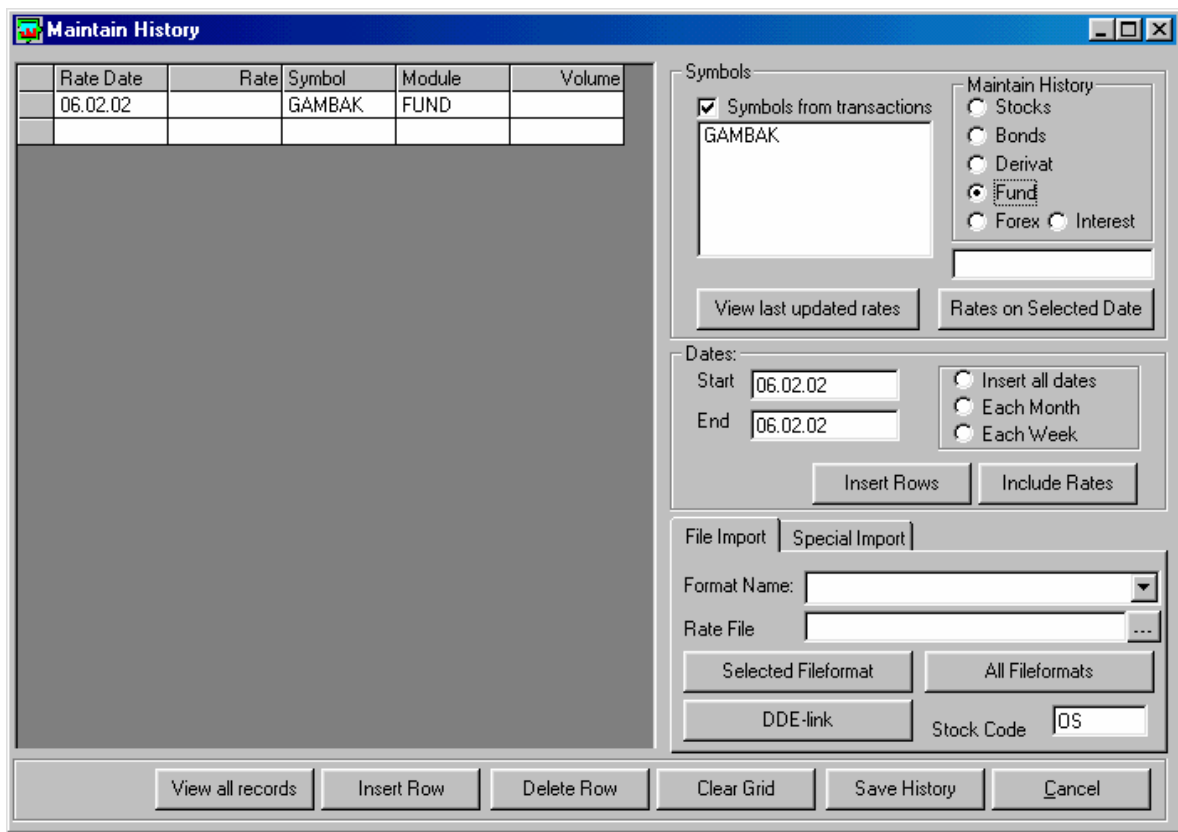 Maintain History
Rate Date Rate Symbol Module Volume
06.02.02 GAMBAK FUND
Symbols
Symbols from transactions
GAMBAK
Maintain History
Stocks
Bonds
Derivat
Fund
Forex Interest
View last updated rates Rates on Selected Date
Dates:
Start 06.02.02
End 06.02.02
Insert all dates
Each Month
Each Week
Insert Rows Include Rates
File Import Special Import
Format Name:
Rate File ...
Selected Fileformat All Fileformats
DDE-link Stock Code OS
View all records Insert Row Delete Row Clear Grid Save History Cancel